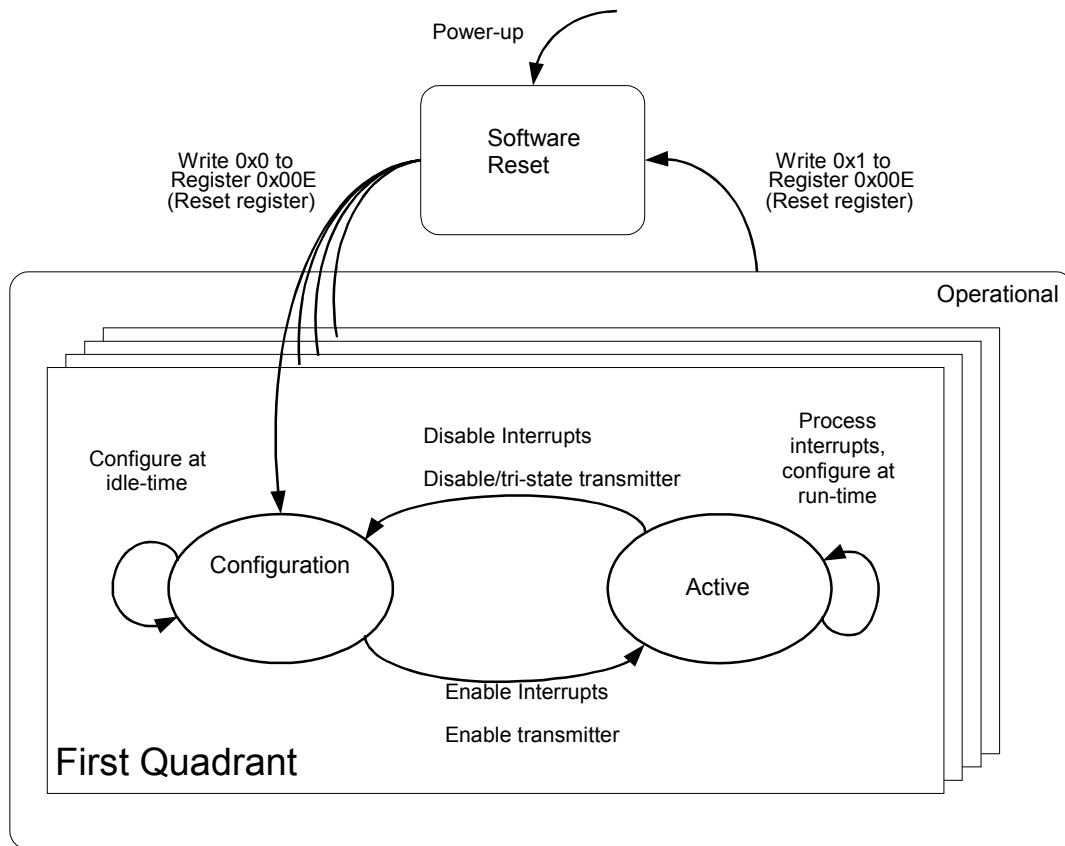 Power-up
Software
Reset
Write 0x0 to
Register 0x00E
(Reset register)
Write 0x1 to
Register 0x00E
(Reset register)
Operational
Configure at
idle-time
Disable Interrupts
Disable/tri-state transmitter
Process
interrupts,
configure at
run-time
Configuration
Active
Enable Interrupts
Enable transmitter
First Quadrant